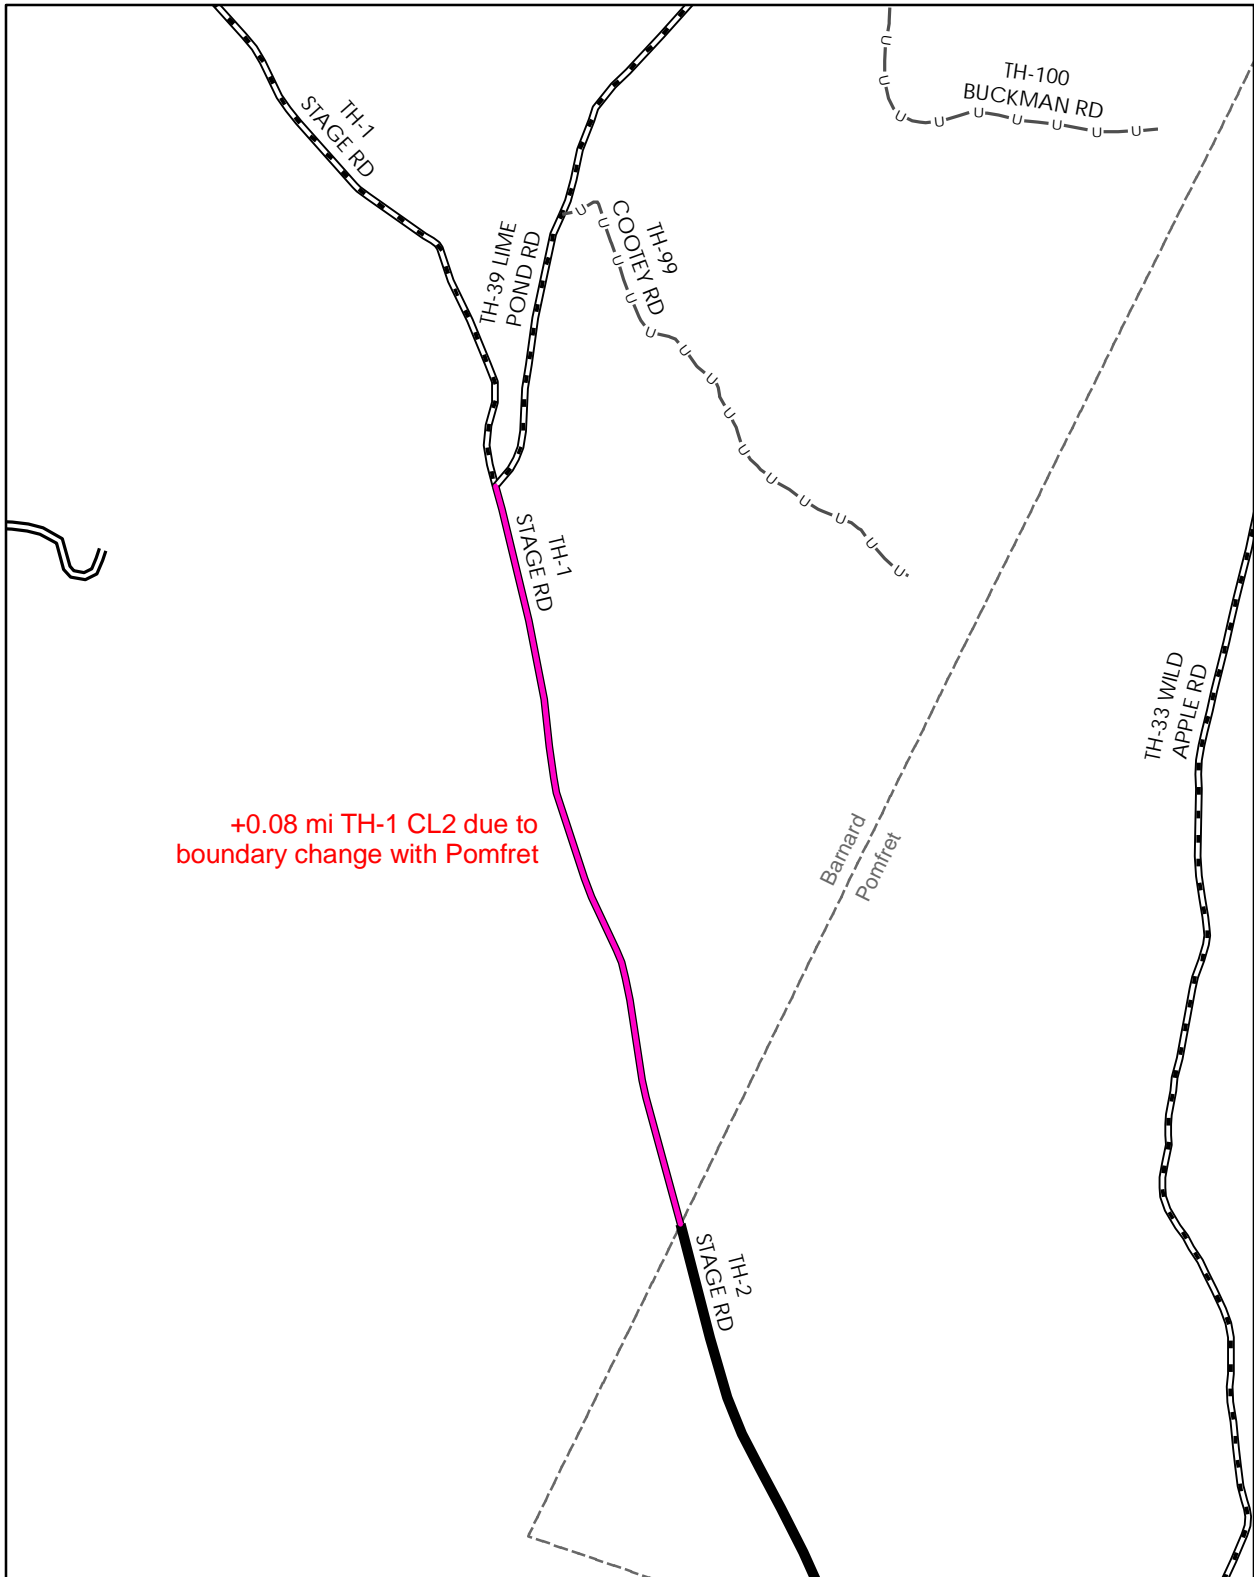 TH-100
BUCKMAN RD
TH-1
STAGE RD
TH-39 LIME
POND RD
TH-99
COOTEY RD
TH-1
STAGE RD
TH-33 WILD
APPLE RD
+0.08 mi TH-1 CL2 due to
boundary change with Pomfret
Barnard
Pomfret
TH-2
STAGE RD